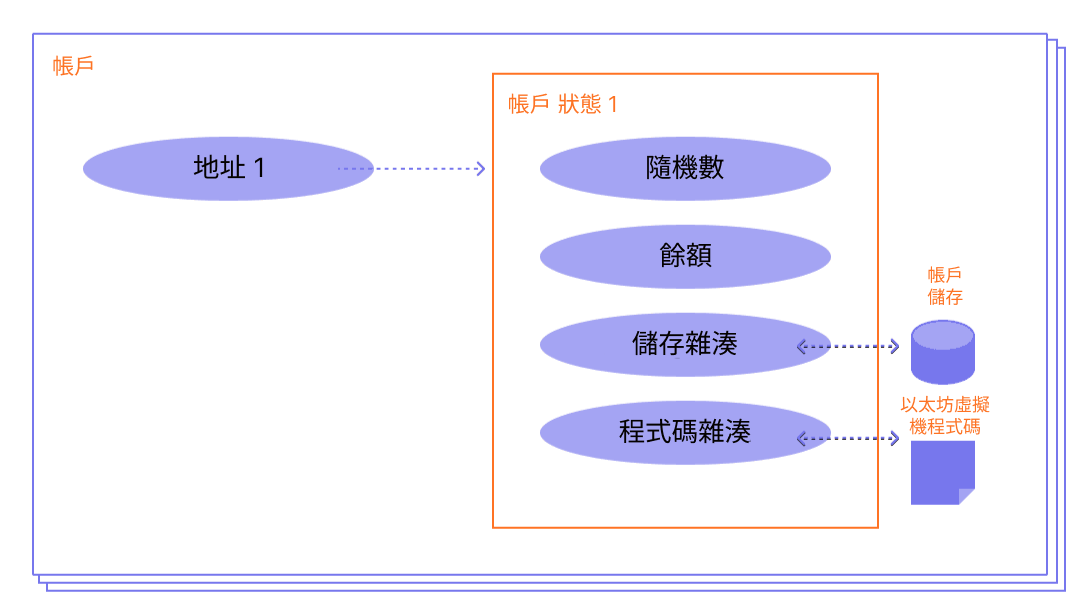 帳戶
帳戶 狀態 1
地址 1
隨機數
餘額
帳戶
儲存
儲存雜湊
以太坊虛擬
機程式碼
程式碼雜湊